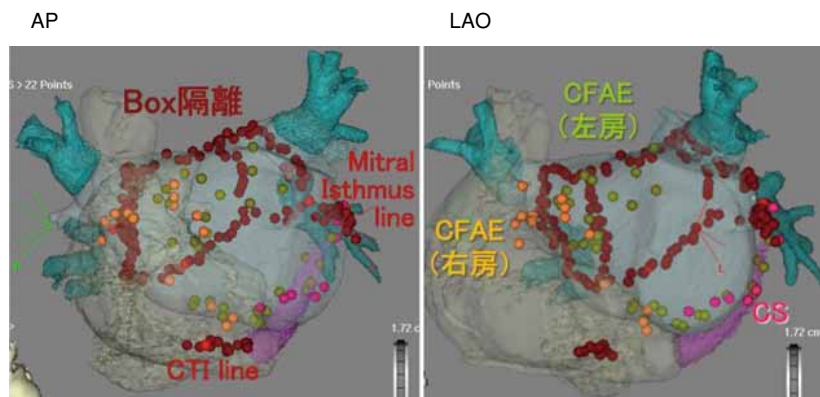 AP
LAO
> 22 Points
Points
Box隔離
CFAE
(左房)
Mitral
Isthmus
line
CFAE
(右房)
CS
CTI line
1.72 c
1.72 cm
L